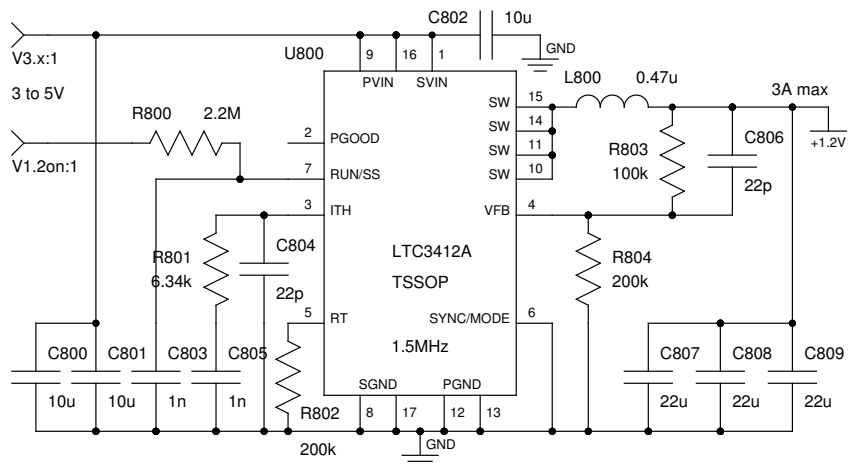 C802
10u
GND
V3.x:1
U800
9
16
1
PVIN
SVIN
L800
0.47u
3A max
3 to 5V
R800
2.2M
SW
15
SW
14
SW
11
SW
10
+1.2V
2
PGOOD
V1.2on:1
7
RUN/SS
R803
100k
C806
22p
3
ITH
VFB
4
R801
6.34k
C804
22p
LTC3412A
TSSOP
R804
200k
5
RT
SYNC/MODE
6
1.5MHz
C800
10u
C801
10u
C803
1n
C805
1n
SGND
PGND
8
17
12
13
R802
200k
GND
C807
22u
C808
22u
C809
22u